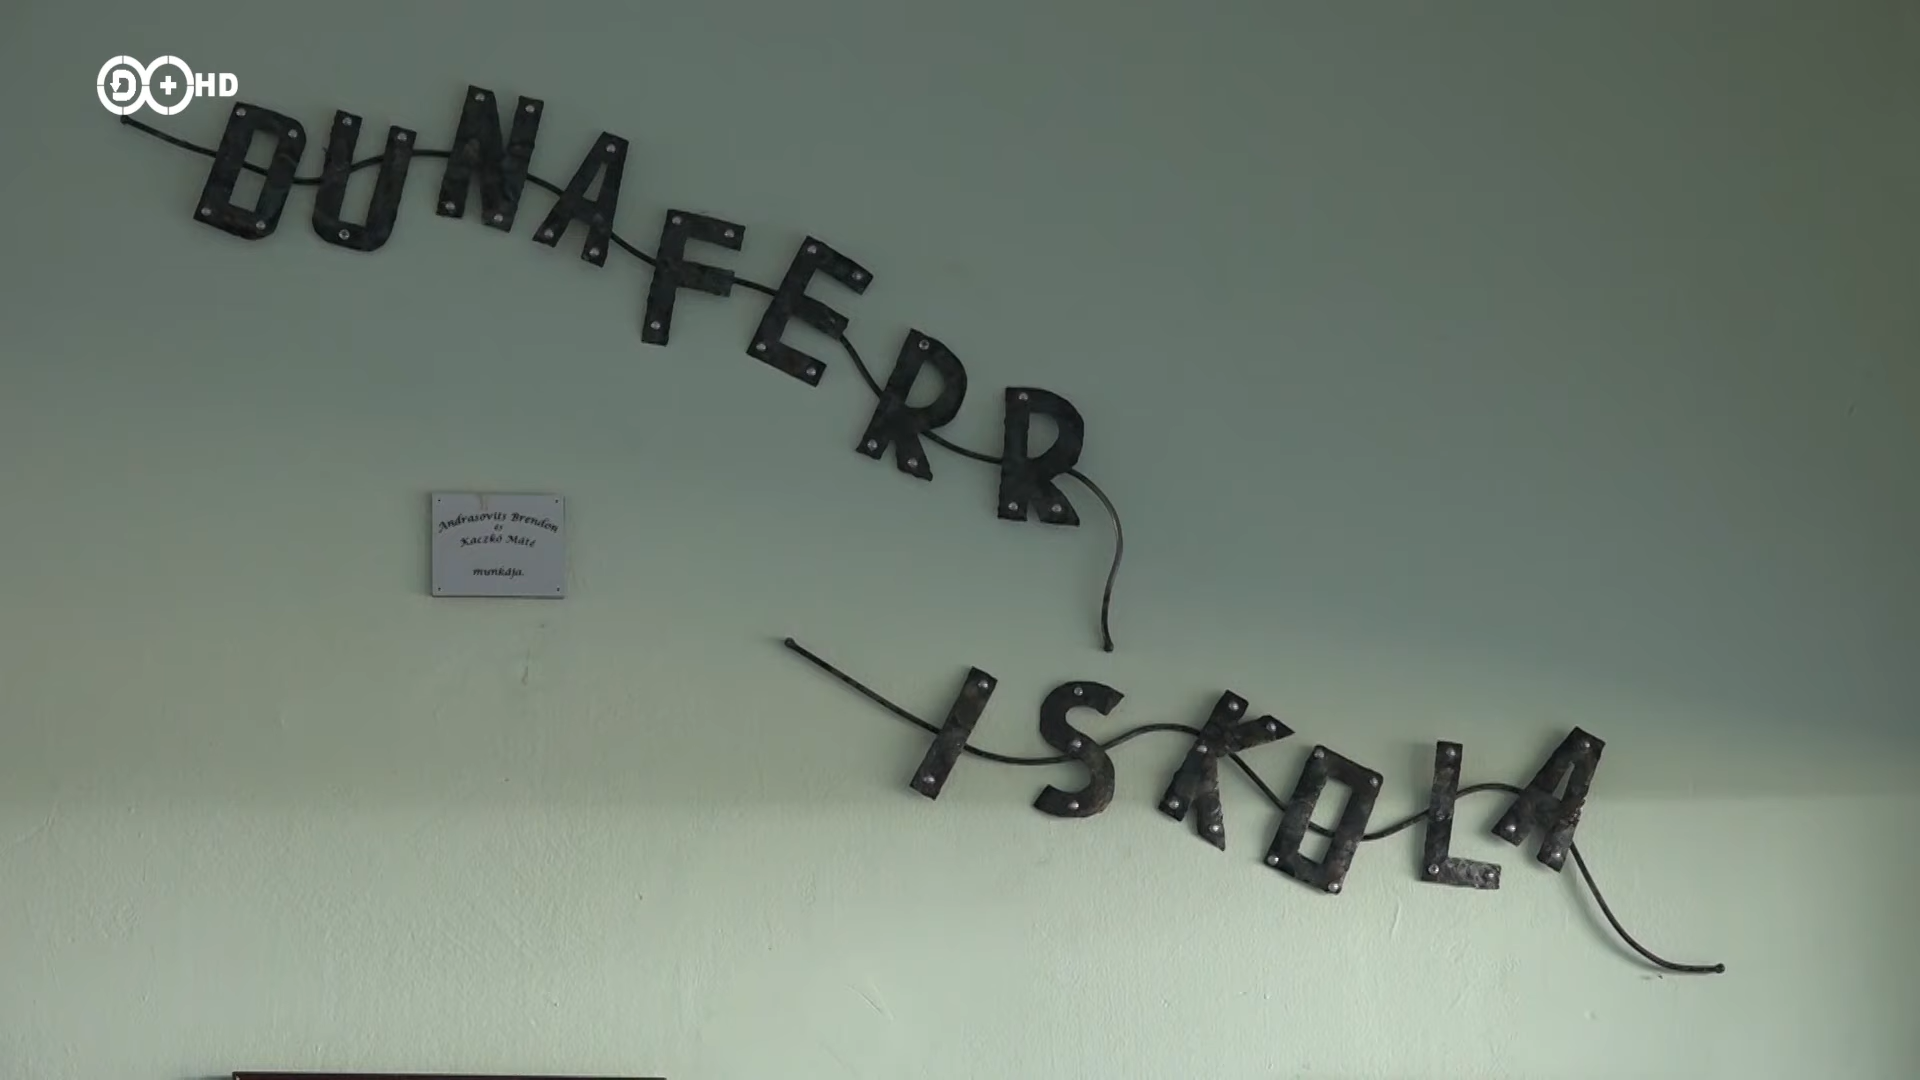 D+HD
DUNAFERR
Andrasovits Brendon
és
Kaczkó Máté
munkája.
ISKOLA